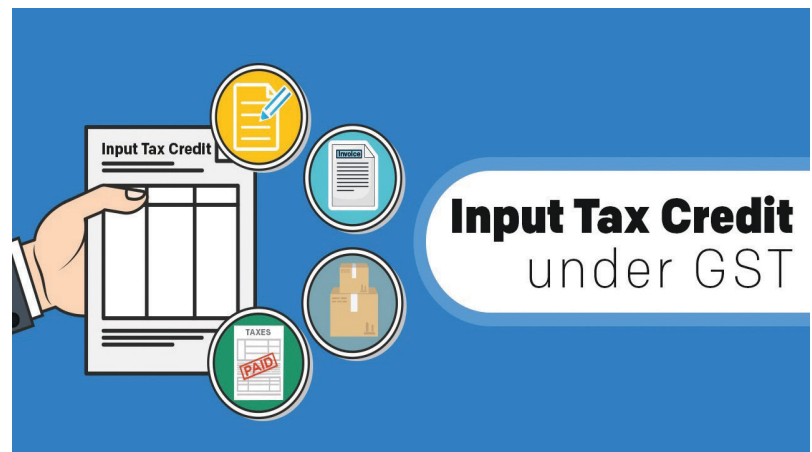 Input Tax Credit
Invoice
TAXES
PAID
Input Tax Credit
under GST